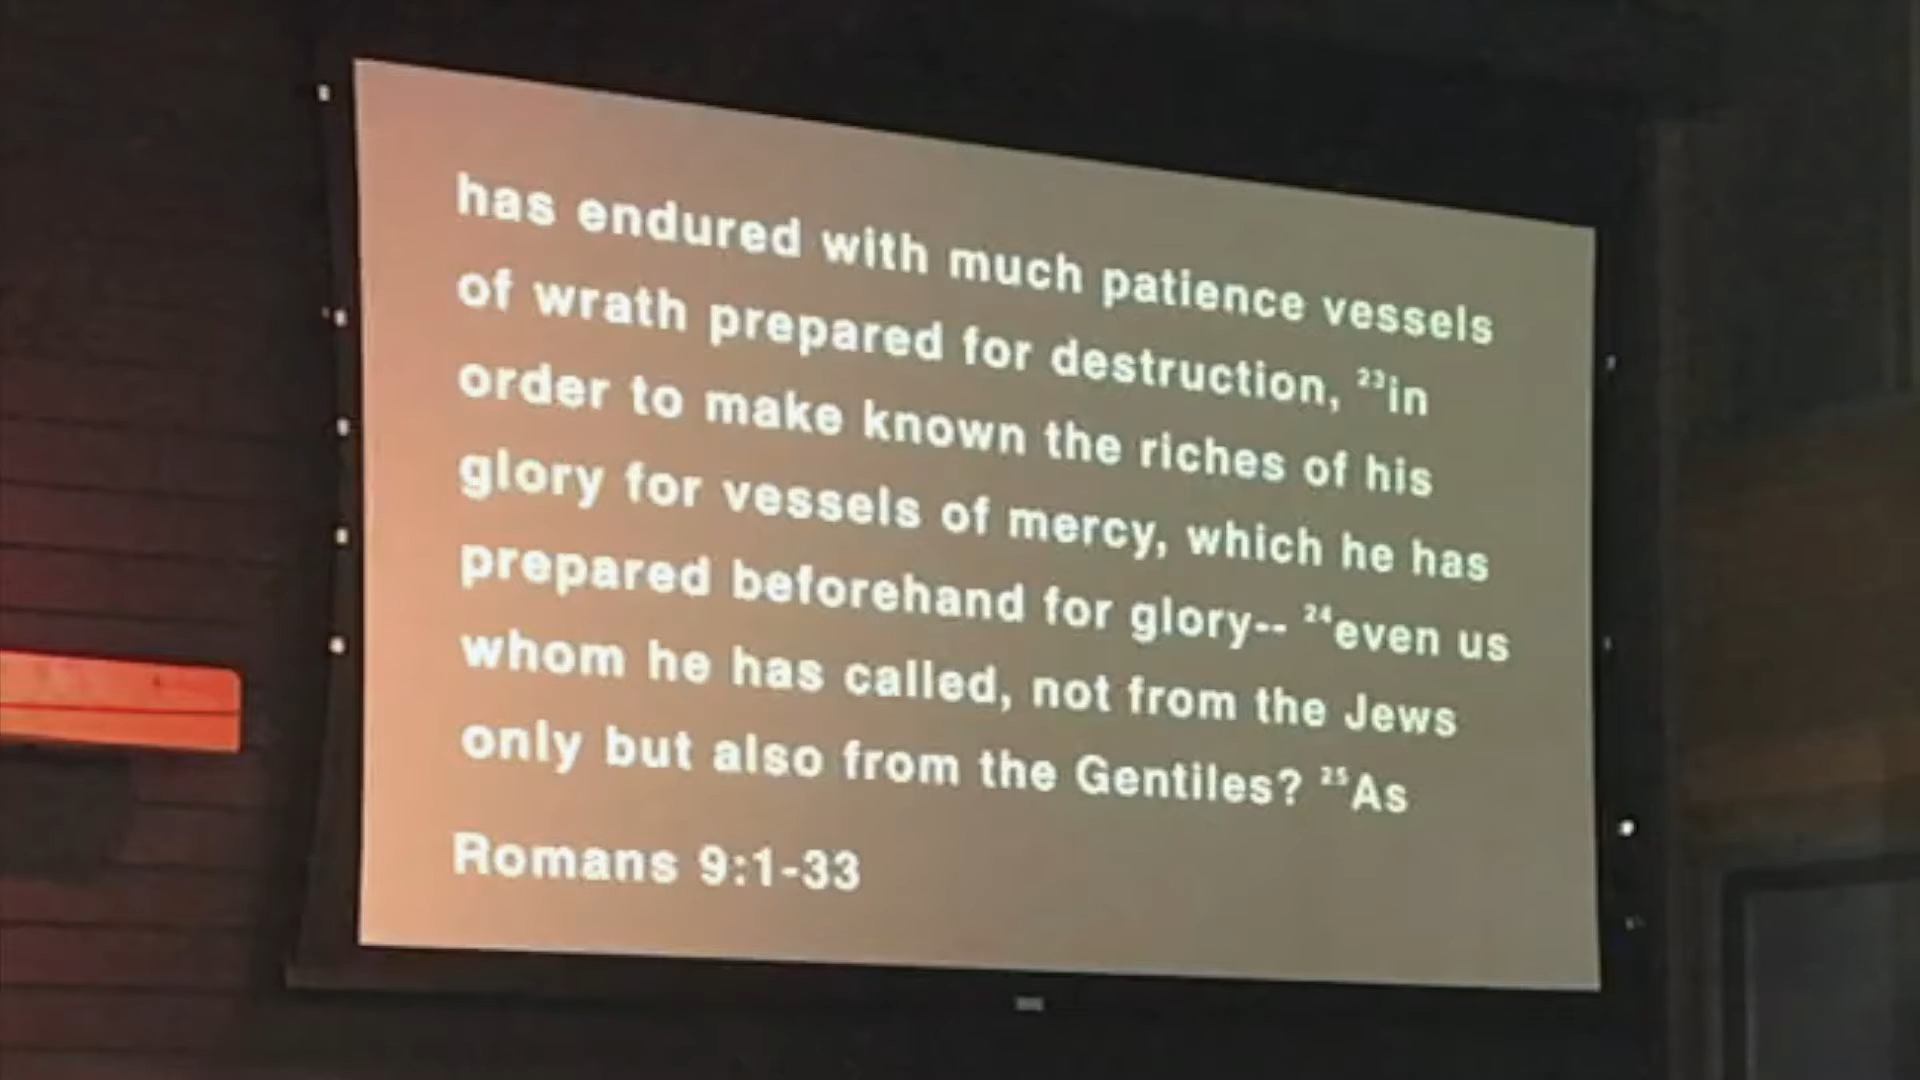 has endured with much patience vessels
of wrath prepared for destruction, ²³in
order to make known the riches of his
glory for vessels of mercy, which he has
prepared beforehand for glory-- ²⁴even us
whom he has called, not from the Jews
only but also from the Gentiles? ²⁵As
Romans 9:1-33